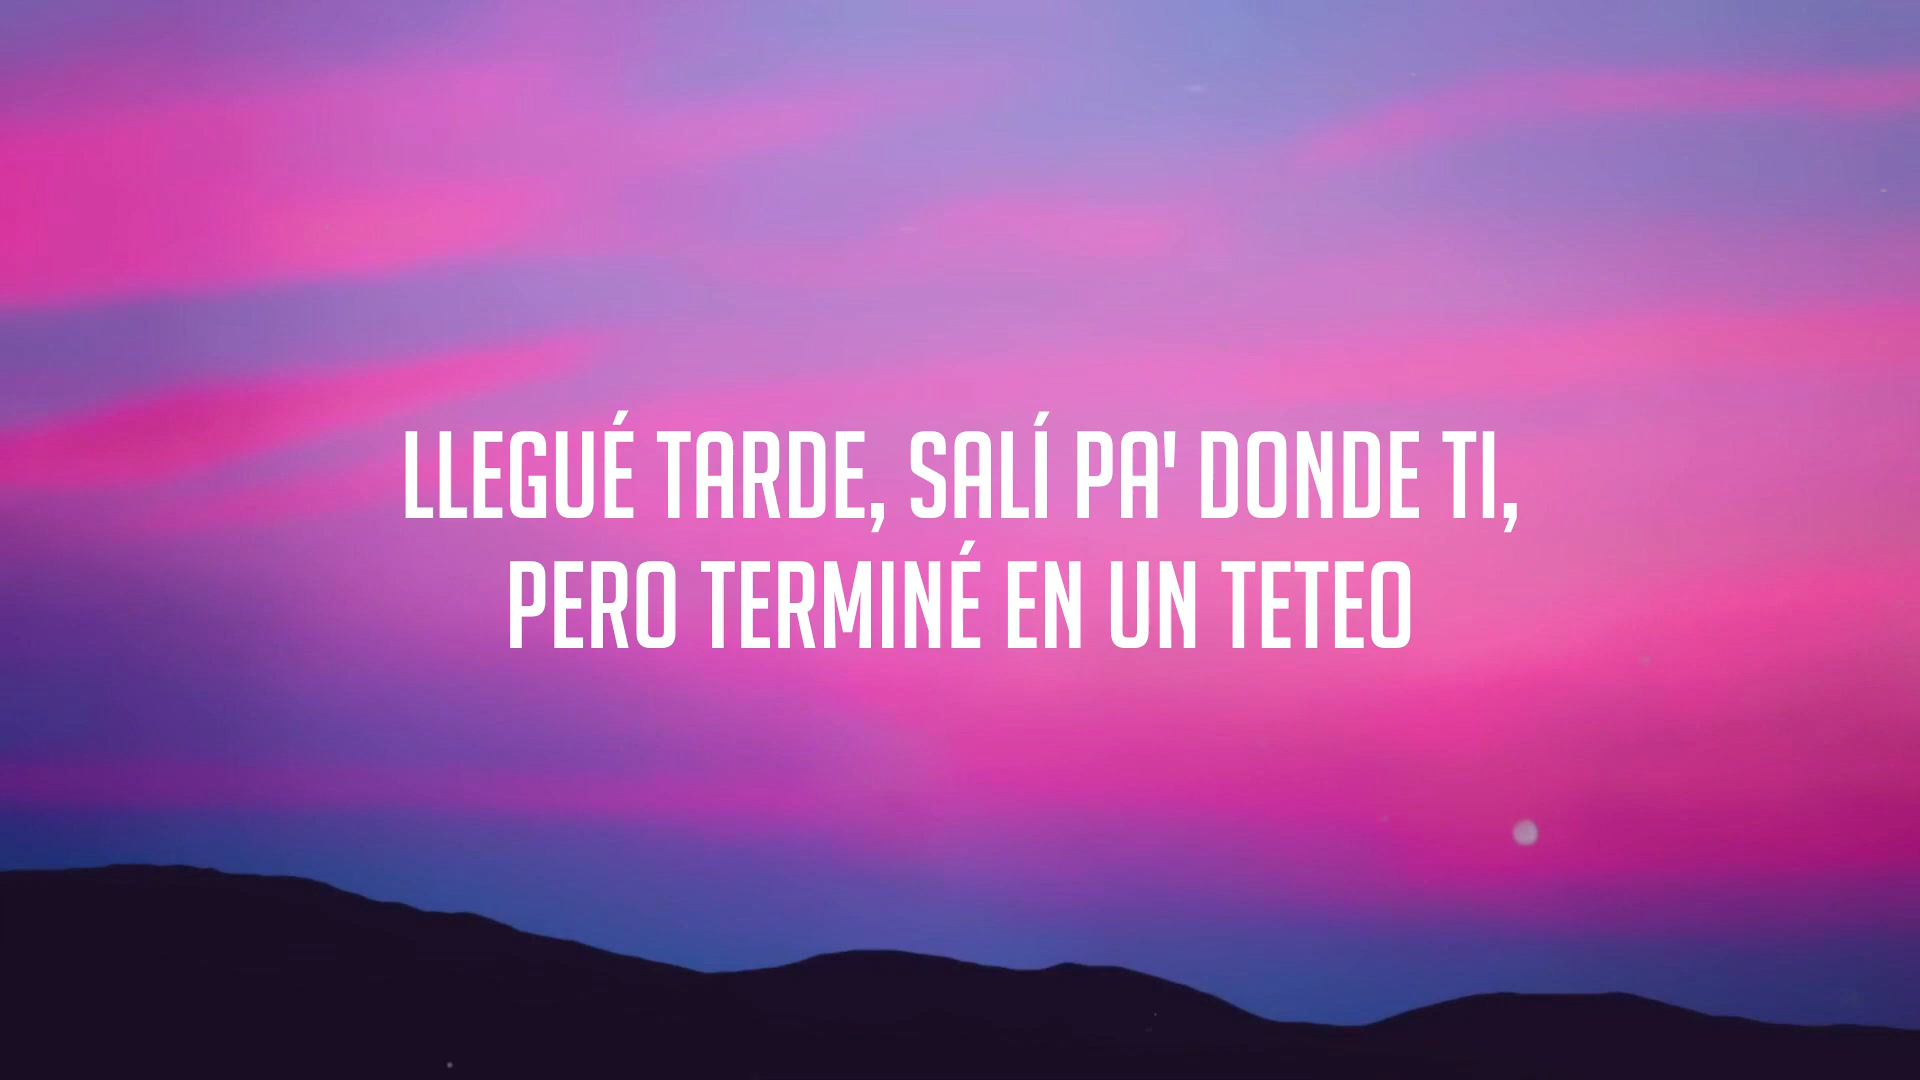 LLEGUÉ TARDE, SALÍ PA' DONDE TI,
PERO TERMINÉ EN UN TETEO